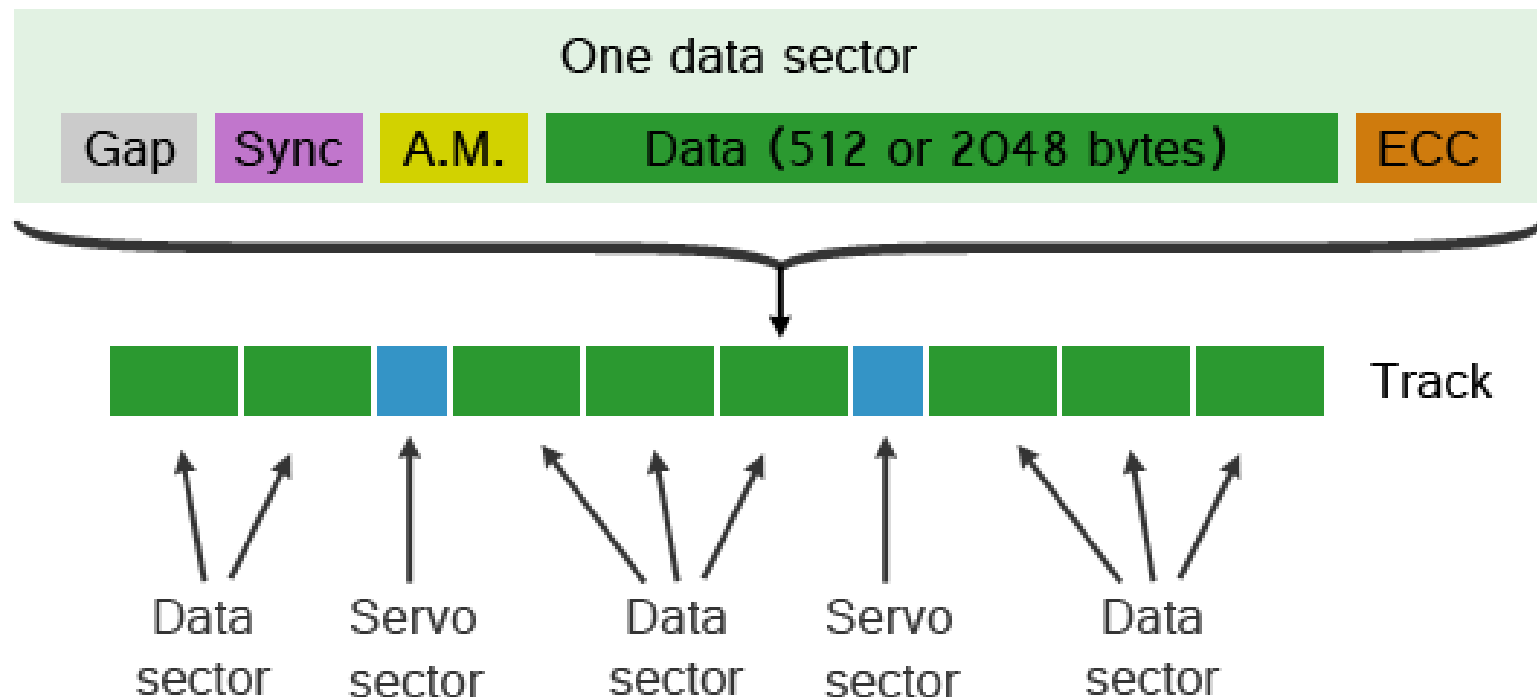 One data sector
Gap Sync A.M. Data (512 or 2048 bytes) ECC
Track
Data Servo Data Servo Data
sector sector sector sector sector